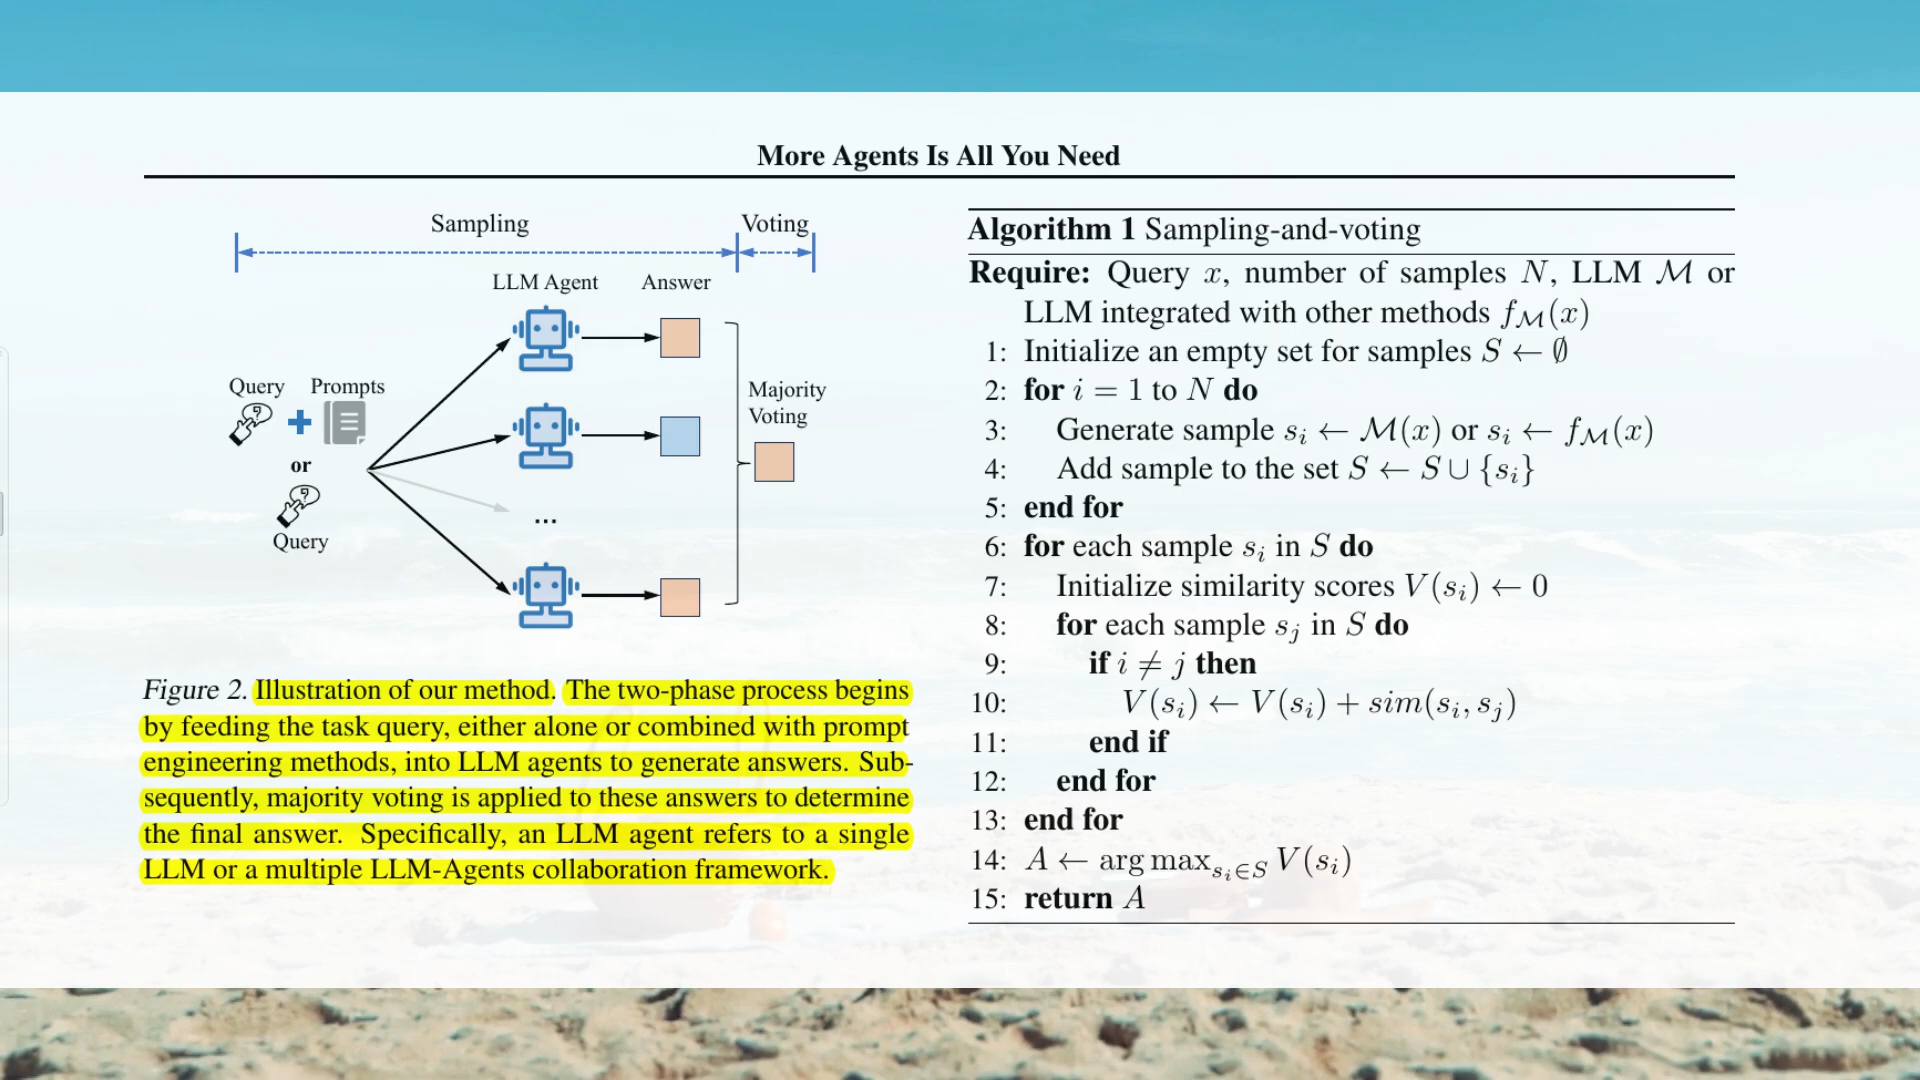 More Agents Is All You Need
Sampling
Voting
LLM Agent
Answer
Query
Prompts
or
Query
...
Majority
Voting
Figure 2. Illustration of our method. The two-phase process begins
by feeding the task query, either alone or combined with prompt
engineering methods, into LLM agents to generate answers. Sub-
sequently, majority voting is applied to these answers to determine
the final answer. Specifically, an LLM agent refers to a single
LLM or a multiple LLM-Agents collaboration framework.
Algorithm 1 Sampling-and-voting
Require: Query x, number of samples N, LLM ℳ or
LLM integrated with other methods f_ℳ(x)
1: Initialize an empty set for samples S ← ∅
2: for i = 1 to N do
3: Generate sample s_i ← ℳ(x) or s_i ← f_ℳ(x)
4: Add sample to the set S ← S ∪ {s_i}
5: end for
6: for each sample s_i in S do
7: Initialize similarity scores V(s_i) ← 0
8: for each sample s_j in S do
9: if i ≠ j then
10: V(s_i) ← V(s_i) + sim(s_i, s_j)
11: end if
12: end for
13: end for
14: A ← arg max_{s_i∈S} V(s_i)
15: return A